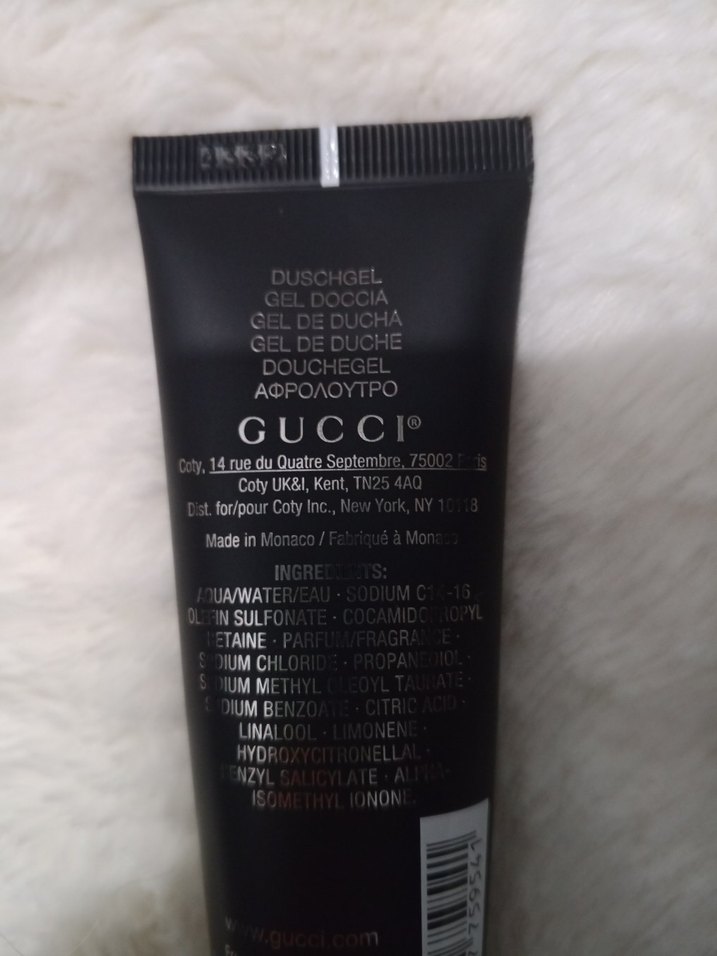 DUSCHGEL
GEL DOCCIA
GEL DE DUCHA
GEL DE DUCHE
DOUCHEGEL
ΑΦΡΟΛΟΥΤΡΟ
GUCCI®
Coty, 14 rue du Quatre Septembre, 75002 Paris
Coty UK&I, Kent, TN25 4AQ
Dist. for/pour Coty Inc., New York, NY 10118
Made in Monaco / Fabriqué à Monaco
INGREDIENTS:
AQUA/WATER/EAU · SODIUM C14-16
OLEFIN SULFONATE · COCAMIDOPROPYL
BETAINE · PARFUM/FRAGRANCE ·
SODIUM CHLORIDE · PROPANEDIOL ·
SODIUM METHYL OLEOYL TAURATE ·
SODIUM BENZOATE · CITRIC ACID ·
LINALOOL · LIMONENE ·
HYDROXYCITRONELLAL ·
BENZYL SALICYLATE · ALPHA-
ISOMETHYL IONONE.
www.gucci.com